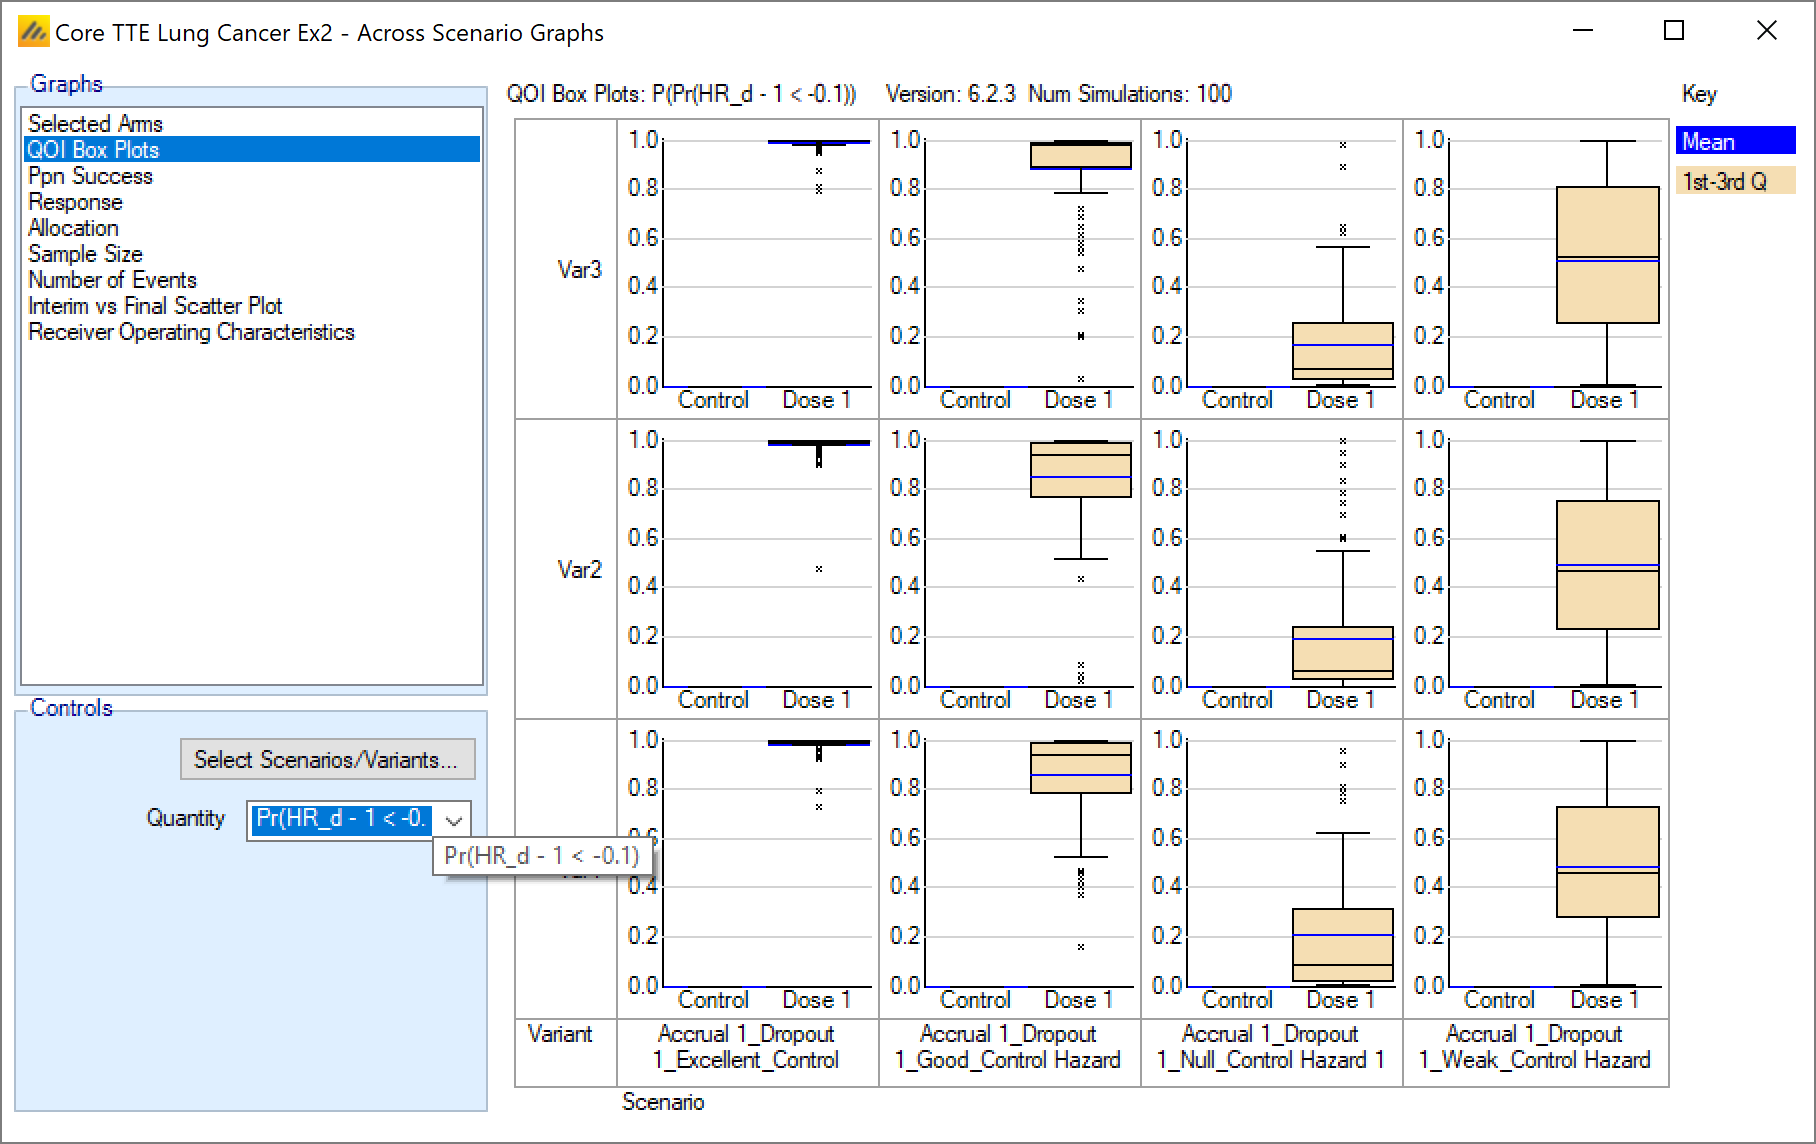 Core TTE Lung Cancer Ex2 - Across Scenario Graphs
Graphs
Selected Arms
QOI Box Plots
Ppn Success
Response
Allocation
Sample Size
Number of Events
Interim vs Final Scatter Plot
Receiver Operating Characteristics
Controls
Select Scenarios/Variants...
Quantity
Pr(HR_d - 1 < -0.
Pr(HR_d - 1 < -0.1)
QOI Box Plots: P(Pr(HR_d - 1 < -0.1)) Version: 6.2.3 Num Simulations: 100
Var3
1.0 1.0 1.0 1.0
0.8 0.8 0.8 0.8
0.6 0.6 0.6 0.6
0.4 0.4 0.4 0.4
0.2 0.2 0.2 0.2
0.0 0.0 0.0 0.0
Control Dose 1 Control Dose 1 Control Dose 1 Control Dose 1
Var2
1.0 1.0 1.0 1.0
0.8 0.8 0.8 0.8
0.6 0.6 0.6 0.6
0.4 0.4 0.4 0.4
0.2 0.2 0.2 0.2
0.0 0.0 0.0 0.0
Control Dose 1 Control Dose 1 Control Dose 1 Control Dose 1
1.0 1.0 1.0 1.0
0.8 0.8 0.8 0.8
0.6 0.6 0.6 0.6
0.4 0.4 0.4 0.4
0.2 0.2 0.2 0.2
0.0 0.0 0.0 0.0
Control Dose 1 Control Dose 1 Control Dose 1 Control Dose 1
Variant
Accrual 1_Dropout
1_Excellent_Control
Accrual 1_Dropout
1_Good_Control Hazard
Accrual 1_Dropout
1_Null_Control Hazard 1
Accrual 1_Dropout
1_Weak_Control Hazard
Scenario
Key
Mean
1st-3rd Q